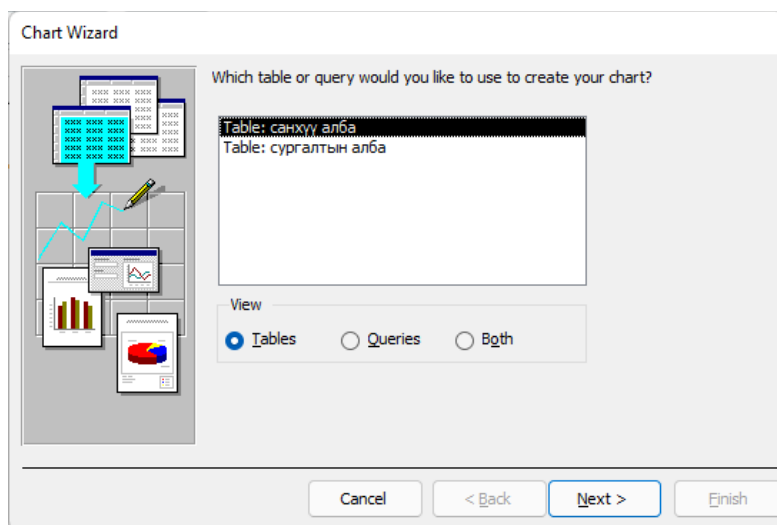 Chart Wizard
Which table or query would you like to use to create your chart?
Table: санхүү алба
Table: сургалтын алба
View
Tables Queries Both
Cancel < Back Next > Finish